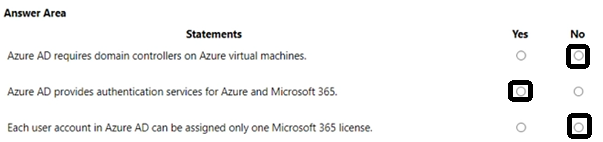 Answer Area
Statements Yes No
Azure AD requires domain controllers on Azure virtual machines.
Azure AD provides authentication services for Azure and Microsoft 365.
Each user account in Azure AD can be assigned only one Microsoft 365 license.